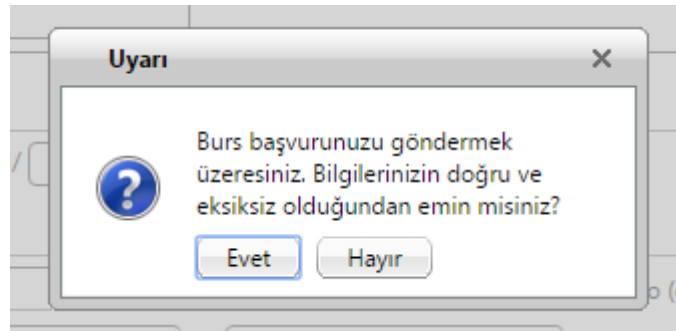 Uyarı
Burs başvurunuzu göndermek
üzeresiniz. Bilgilerinizin doğru ve
eksiksiz olduğundan emin misiniz?
Evet Hayır